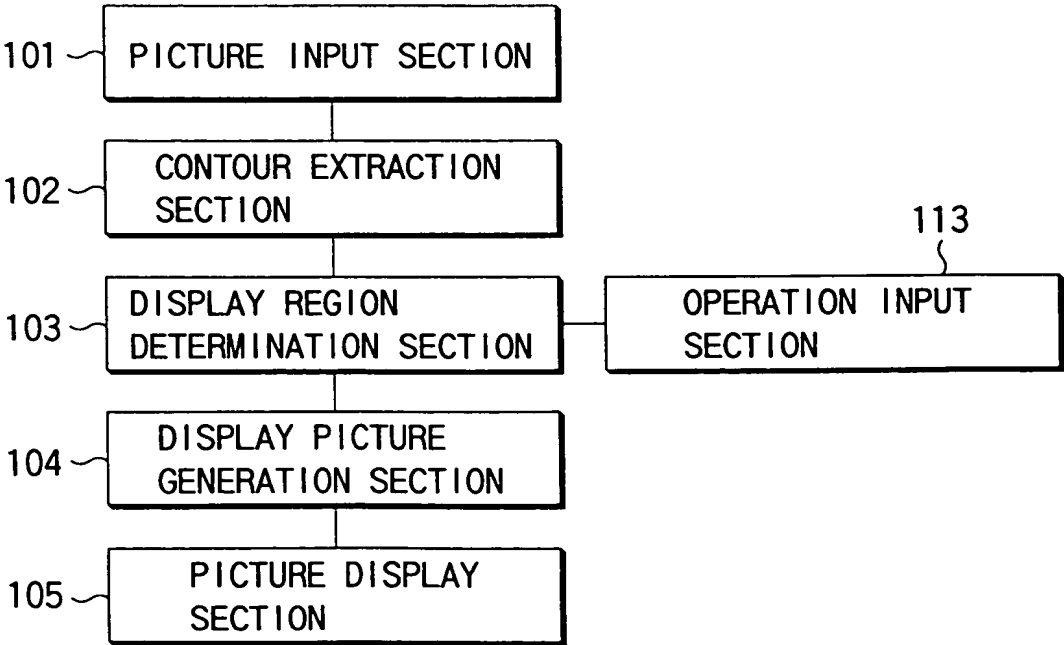 101
PICTURE INPUT SECTION
102
CONTOUR EXTRACTION
SECTION
113
103
DISPLAY REGION
DETERMINATION SECTION
OPERATION INPUT
SECTION
104
DISPLAY PICTURE
GENERATION SECTION
105
PICTURE DISPLAY
SECTION